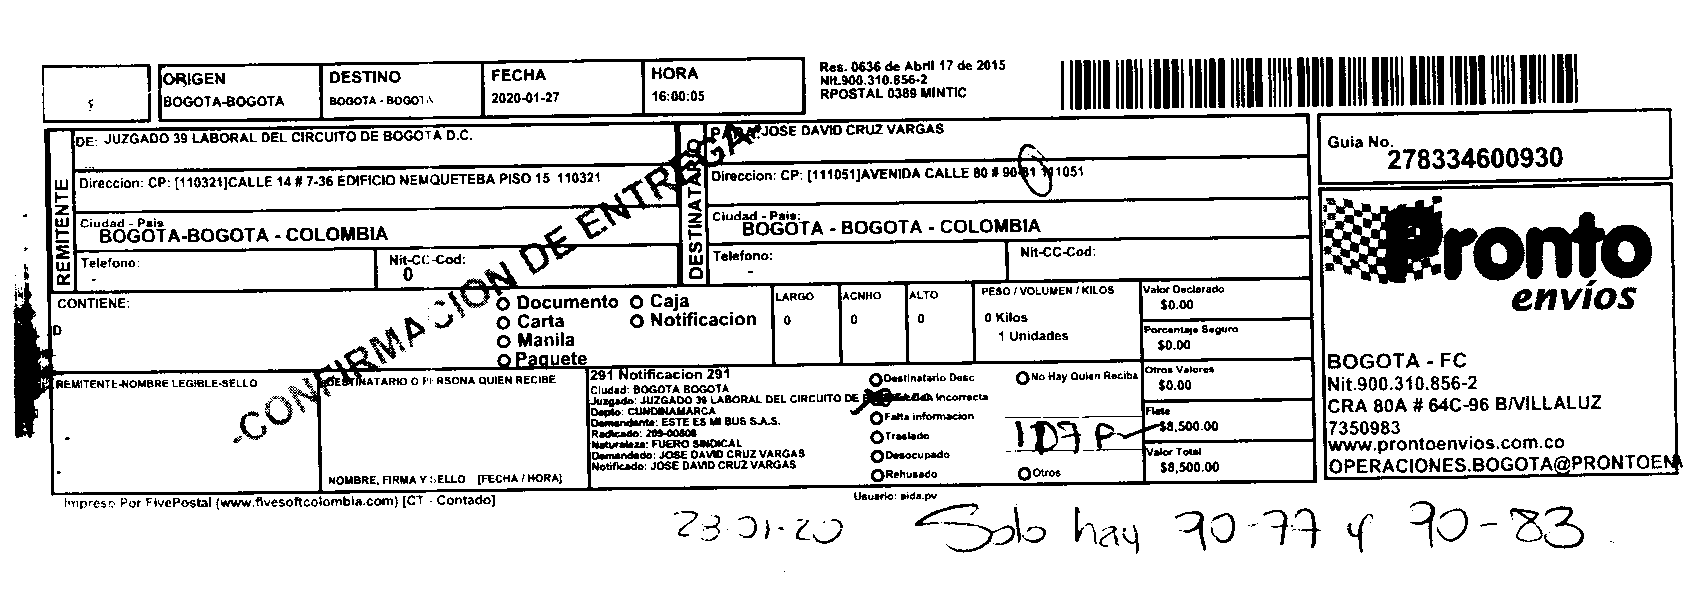 ORIGEN
BOGOTA-BOGOTA
DESTINO
BOGOTA - BOGOTA
FECHA
2020-01-27
HORA
16:00:05
Res. 0636 de Abril 17 de 2015
Nit.900.310.856-2
RPOSTAL 0389 MINTIC
REMITENTE
DE: JUZGADO 39 LABORAL DEL CIRCUITO DE BOGOTA D.C.
Direccion: CP: [110321]CALLE 14 # 7-36 EDIFICIO NEMQUETEBA PISO 15 110321
Ciudad - Pais
BOGOTA-BOGOTA - COLOMBIA
Telefono:
-
Nit-CC-Cod:
0
DESTINATARIO
PARA: JOSE DAVID CRUZ VARGAS
Direccion: CP: [111051]AVENIDA CALLE 80 # 90-81 111051
Ciudad - Pais:
BOGOTA - BOGOTA - COLOMBIA
Telefono:
-
Nit-CC-Cod:
Guia No.
278334600930
Pronto
envíos
BOGOTA - FC
Nit.900.310.856-2
CRA 80A # 64C-96 B/VILLALUZ
7350983
www.prontoenvios.com.co
OPERACIONES.BOGOTA@PRONTOEN
CONTIENE:
D
Documento
Caja
Carta
Notificacion
Manila
Paquete
LARGO
0
ACNHO
0
ALTO
0
PESO / VOLUMEN / KILOS
0 Kilos
1 Unidades
Valor Declarado
$0.00
Porcentaje Seguro
$0.00
Otros Valores
$0.00
Flete
$8,500.00
Valor Total
$8,500.00
-CONFIRMACION DE ENTREGA-
REMITENTE-NOMBRE LEGIBLE-SELLO
DESTINATARIO O PERSONA QUIEN RECIBE
NOMBRE, FIRMA Y SELLO [FECHA / HORA]
291 Notificacion 291
Ciudad: BOGOTA BOGOTA
Juzgado: JUZGADO 39 LABORAL DEL CIRCUITO DE
Depto: CUNDINAMARCA
Demandante: ESTE ES MI BUS S.A.S.
Radicado: 209-00808
Naturaleza: FUERO SINDICAL
Demandado: JOSE DAVID CRUZ VARGAS
Notificado: JOSE DAVID CRUZ VARGAS
Destinatario Desc
No Hay Quien Reciba
Incorrecta
Falta informacion
Traslado
Desocupado
Rehusado
Otros
Impreso Por FivePostal (www.fivesoftcolombia.com) [CT - Contado]
Usuario: aida.pv
Solo hay 90-77 y 90-83